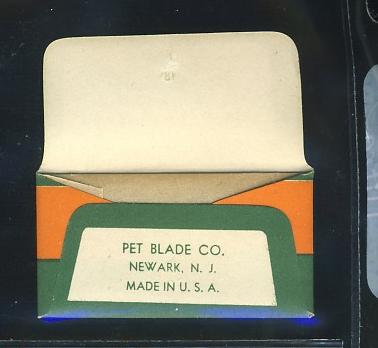 PET BLADE CO.
NEWARK, N. J.
MADE IN U. S. A.